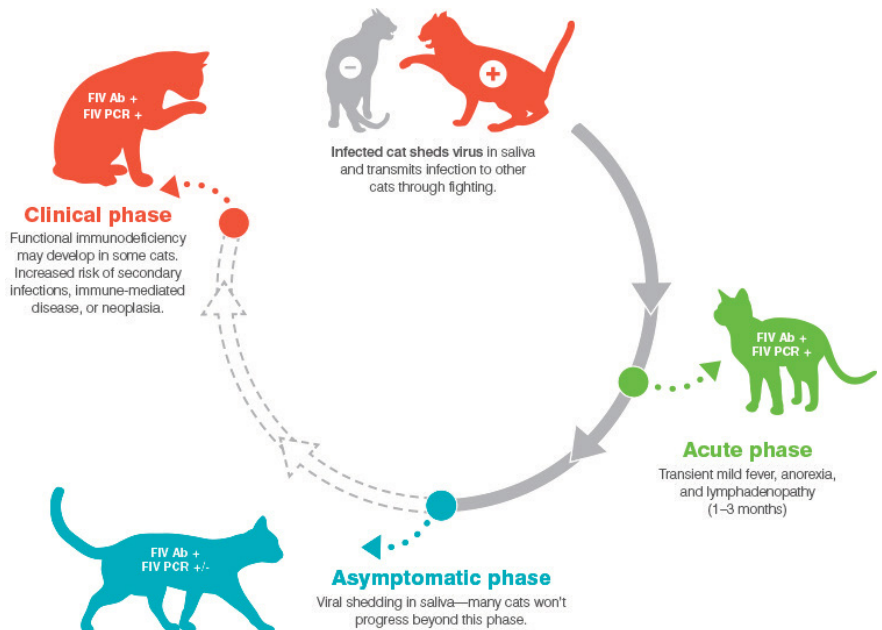 –
+
Infected cat sheds virus in saliva
and transmits infection to other
cats through fighting.
FIV Ab +
FIV PCR +
Clinical phase
Functional immunodeficiency
may develop in some cats.
Increased risk of secondary
infections, immune-mediated
disease, or neoplasia.
FIV Ab +
FIV PCR +
Acute phase
Transient mild fever, anorexia,
and lymphadenopathy
(1–3 months)
FIV Ab +
FIV PCR +/-
Asymptomatic phase
Viral shedding in saliva—many cats won't
progress beyond this phase.